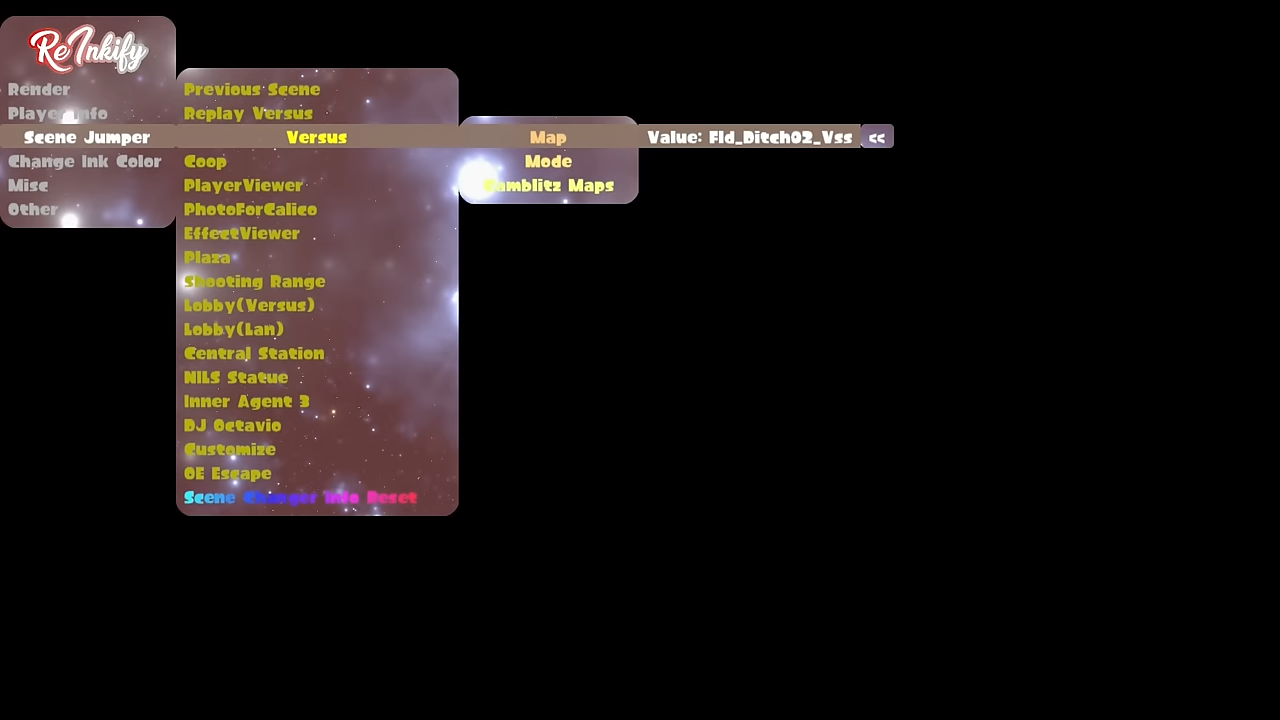 ReInkify
Render
Player Info
Scene Jumper
Change Ink Color
Misc
Other
Previous Scene
Replay Versus
Versus
Coop
PlayerViewer
PhotoForCalico
EffectViewer
Plaza
Shooting Range
Lobby(Versus)
Lobby(Lan)
Central Station
NILS Statue
Inner Agent 3
DJ Octavio
Customize
OE Escape
Scene Changer Info Reset
Map
Mode
Ramblitz Maps
Value: Fld_Ditch02_Vss <<